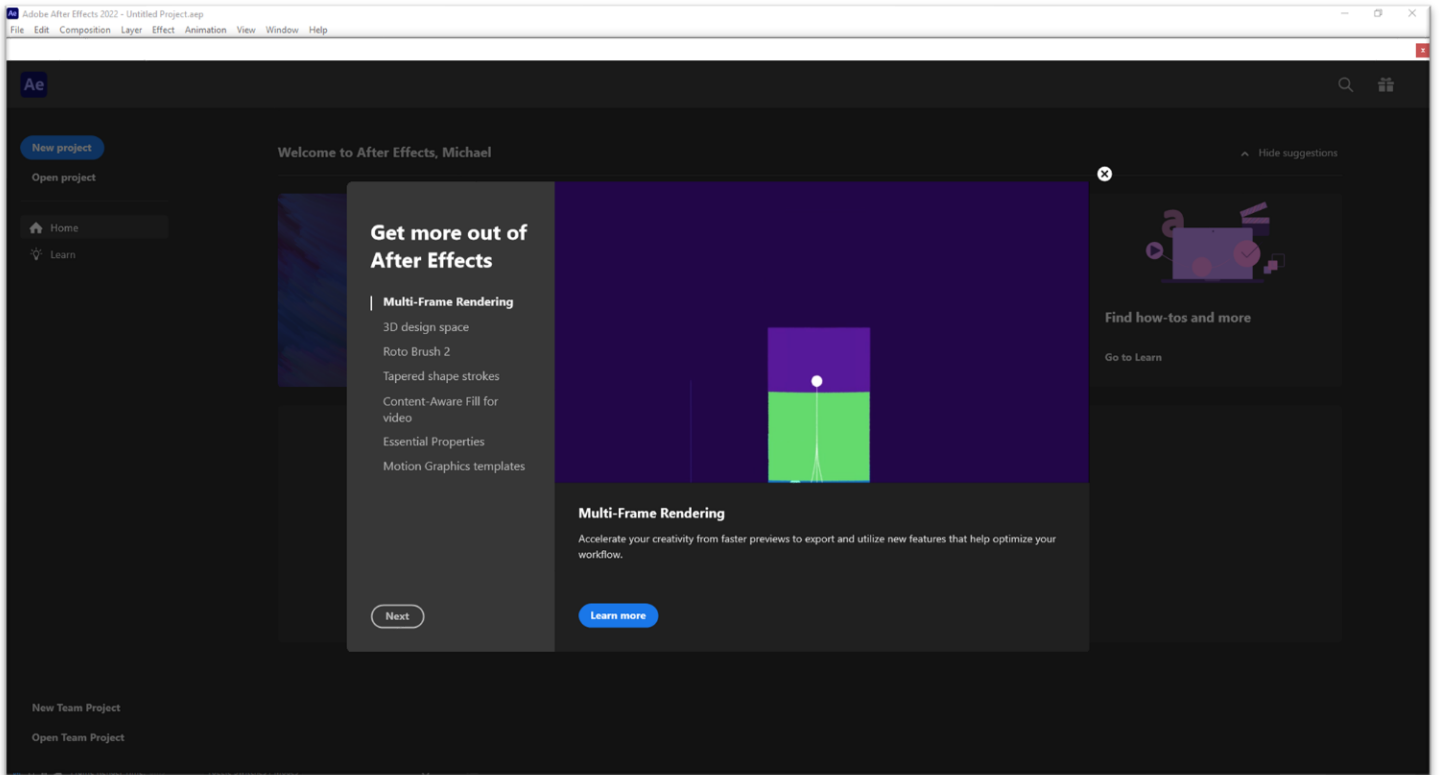 Ae Adobe After Effects 2022 - Untitled Project.aep
File Edit Composition Layer Effect Animation View Window Help
x
Ae
New project
Open project
Home
Learn
New Team Project
Open Team Project
Welcome to After Effects, Michael
Hide suggestions
Get more out of
After Effects
Multi-Frame Rendering
3D design space
Roto Brush 2
Tapered shape strokes
Content-Aware Fill for
video
Essential Properties
Motion Graphics templates
Next
Multi-Frame Rendering
Accelerate your creativity from faster previews to export and utilize new features that help optimize your
workflow.
Learn more
a
Find how-tos and more
Go to Learn